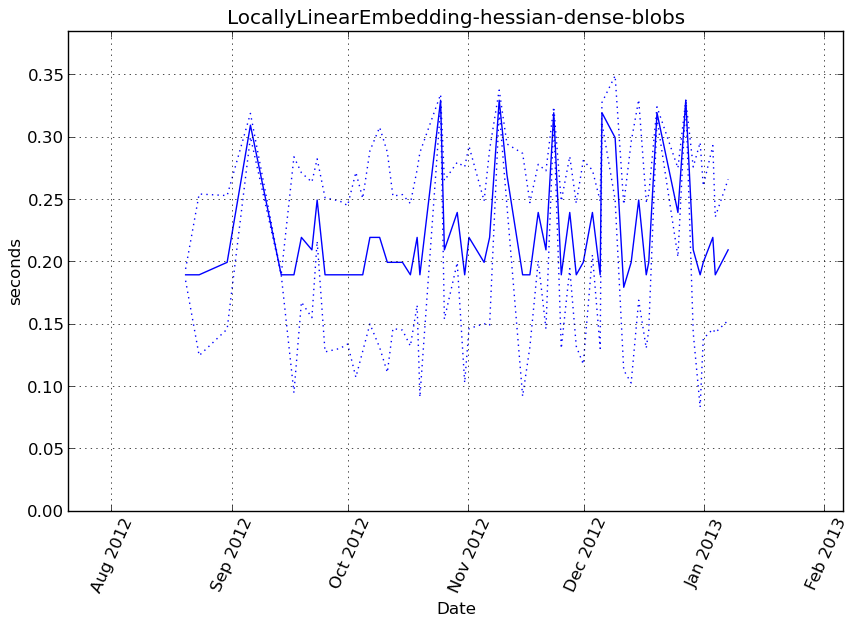 LocallyLinearEmbedding-hessian-dense-blobs
seconds
0.35
0.30
0.25
0.20
0.15
0.10
0.05
0.00
Aug 2012
Sep 2012
Oct 2012
Nov 2012
Dec 2012
Jan 2013
Feb 2013
Date